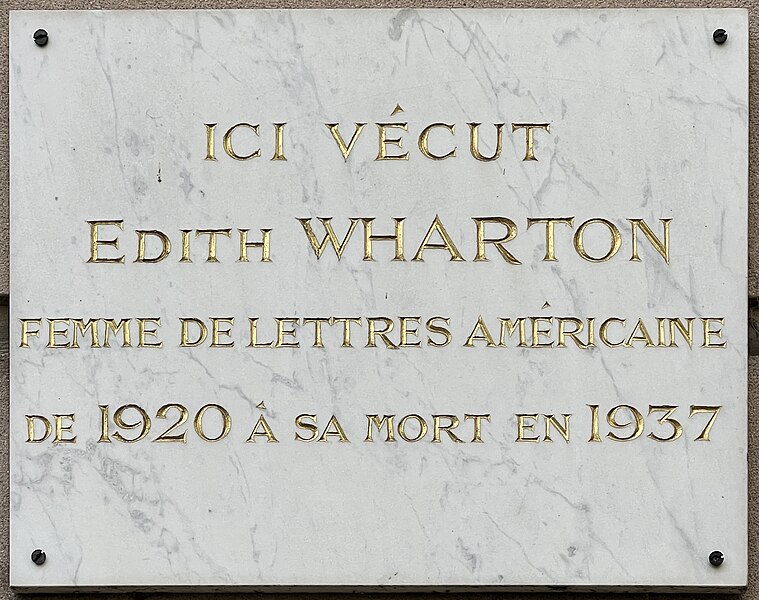 ICI VÉCUT
EDITH WHARTON
FEMME DE LETTRES AMÉRICAINE
DE 1920 À SA MORT EN 1937